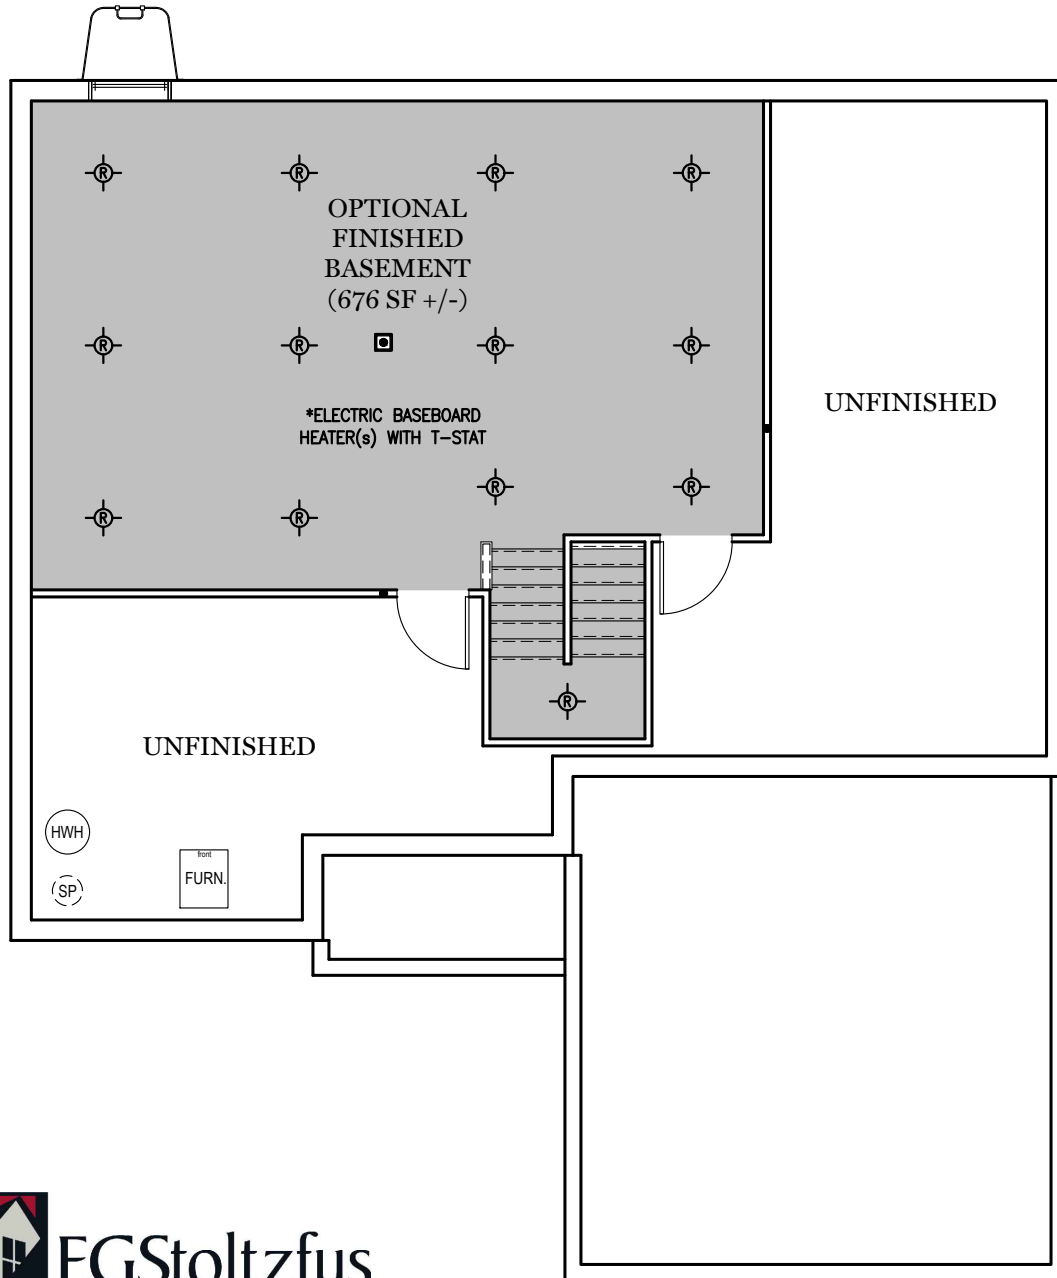 R R R R
OPTIONAL
FINISHED
BASEMENT
(676 SF +/-)
R R R R
*ELECTRIC BASEBOARD
HEATER(s) WITH T-STAT
UNFINISHED
R R
R R
R
UNFINISHED
HWH
front
FURN.
SP
EGStoltzfus